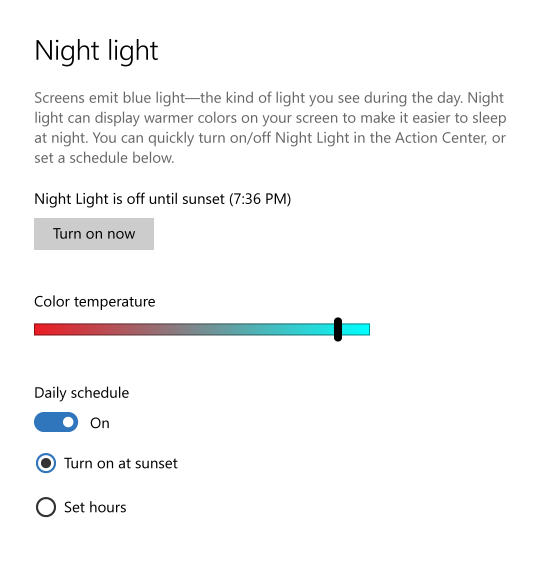 Night light
Screens emit blue light—the kind of light you see during the day. Night
light can display warmer colors on your screen to make it easier to sleep
at night. You can quickly turn on/off Night Light in the Action Center, or
set a schedule below.
Night Light is off until sunset (7:36 PM)
Turn on now
Color temperature
Daily schedule
On
Turn on at sunset
Set hours